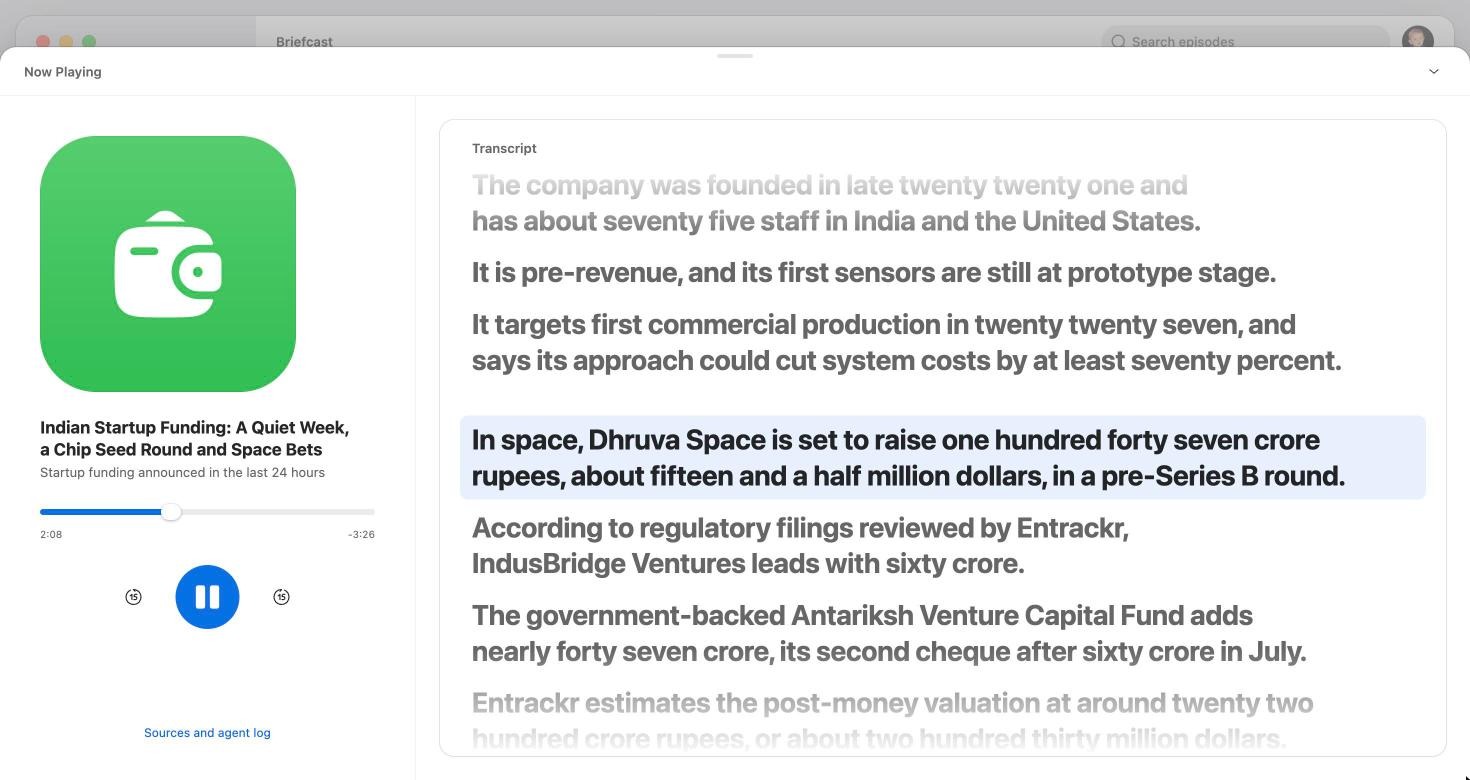 Briefcast
Search episodes
Now Playing
Indian Startup Funding: A Quiet Week,
a Chip Seed Round and Space Bets
Startup funding announced in the last 24 hours
2:08
-3:26
15
15
Sources and agent log
Transcript
The company was founded in late twenty twenty one and
has about seventy five staff in India and the United States.
It is pre-revenue, and its first sensors are still at prototype stage.
It targets first commercial production in twenty twenty seven, and
says its approach could cut system costs by at least seventy percent.
In space, Dhruva Space is set to raise one hundred forty seven crore
rupees, about fifteen and a half million dollars, in a pre-Series B round.
According to regulatory filings reviewed by Entrackr,
IndusBridge Ventures leads with sixty crore.
The government-backed Antariksh Venture Capital Fund adds
nearly forty seven crore, its second cheque after sixty crore in July.
Entrackr estimates the post-money valuation at around twenty two
hundred crore rupees, or about two hundred thirty million dollars.